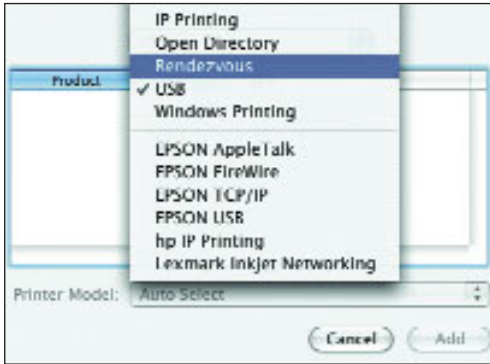 IP Printing
Open Directory
Rendezvous
Product
✓ USB
Windows Printing
EPSON AppleTalk
EPSON FireWire
EPSON TCP/IP
EPSON USB
hp IP Printing
Lexmark Inkjet Networking
Printer Model: Auto Select
Cancel Add